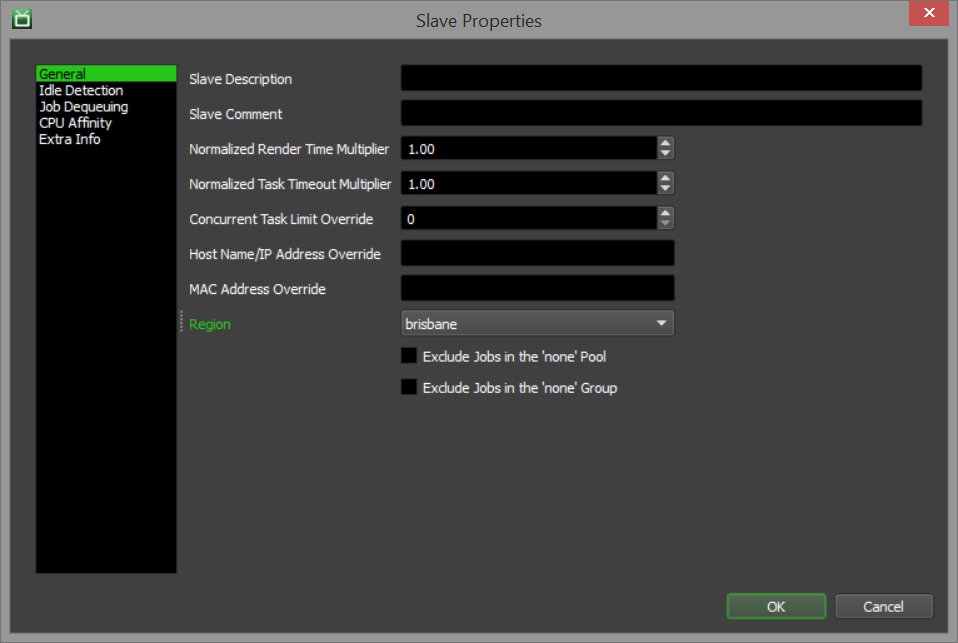 Slave Properties
General
Idle Detection
Job Dequeuing
CPU Affinity
Extra Info
Slave Description
Slave Comment
Normalized Render Time Multiplier 1.00
Normalized Task Timeout Multiplier 1.00
Concurrent Task Limit Override 0
Host Name/IP Address Override
MAC Address Override
Region brisbane
Exclude Jobs in the 'none' Pool
Exclude Jobs in the 'none' Group
OK Cancel